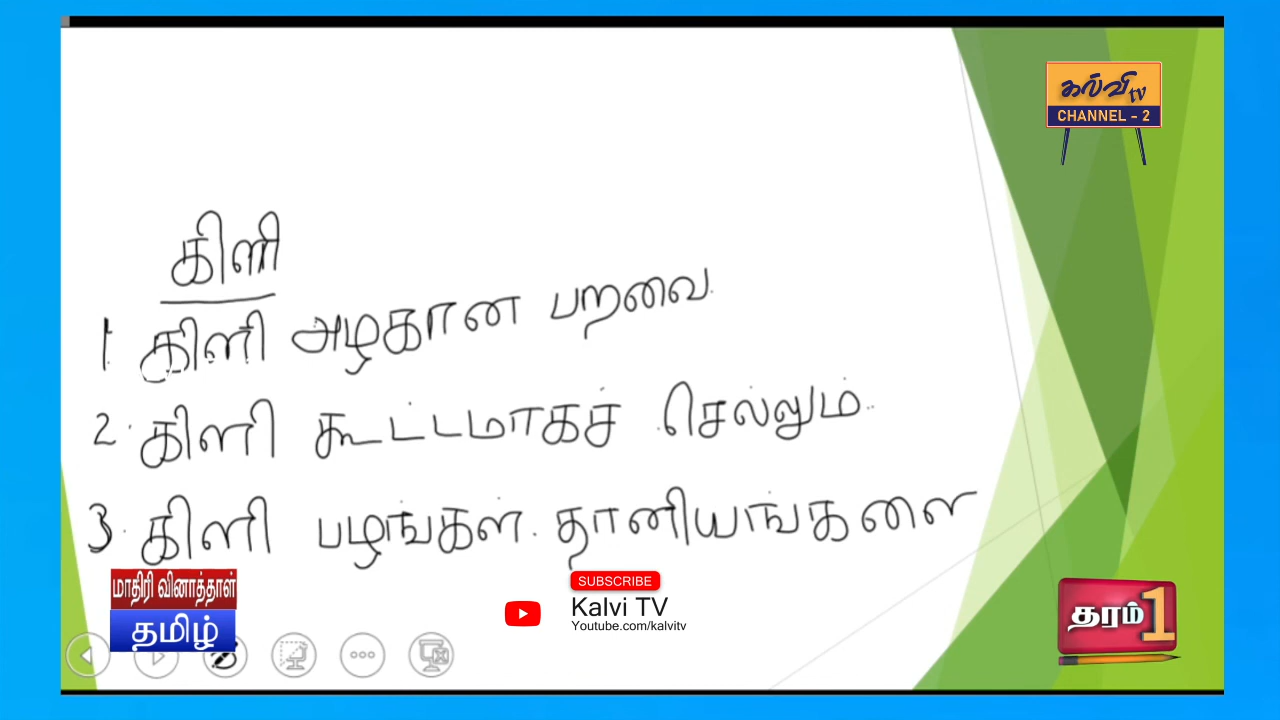 கல்வி tv
CHANNEL - 2
கிளி
1. கிளி அழகான பறவை.
2. கிளி கூட்டமாகச் செல்லும்.
3. கிளி பழங்கள். தானியங்களை
மாதிரி வினாத்தாள்
தமிழ்
SUBSCRIBE
Kalvi TV
Youtube.com/kalvitv
தரம் 1